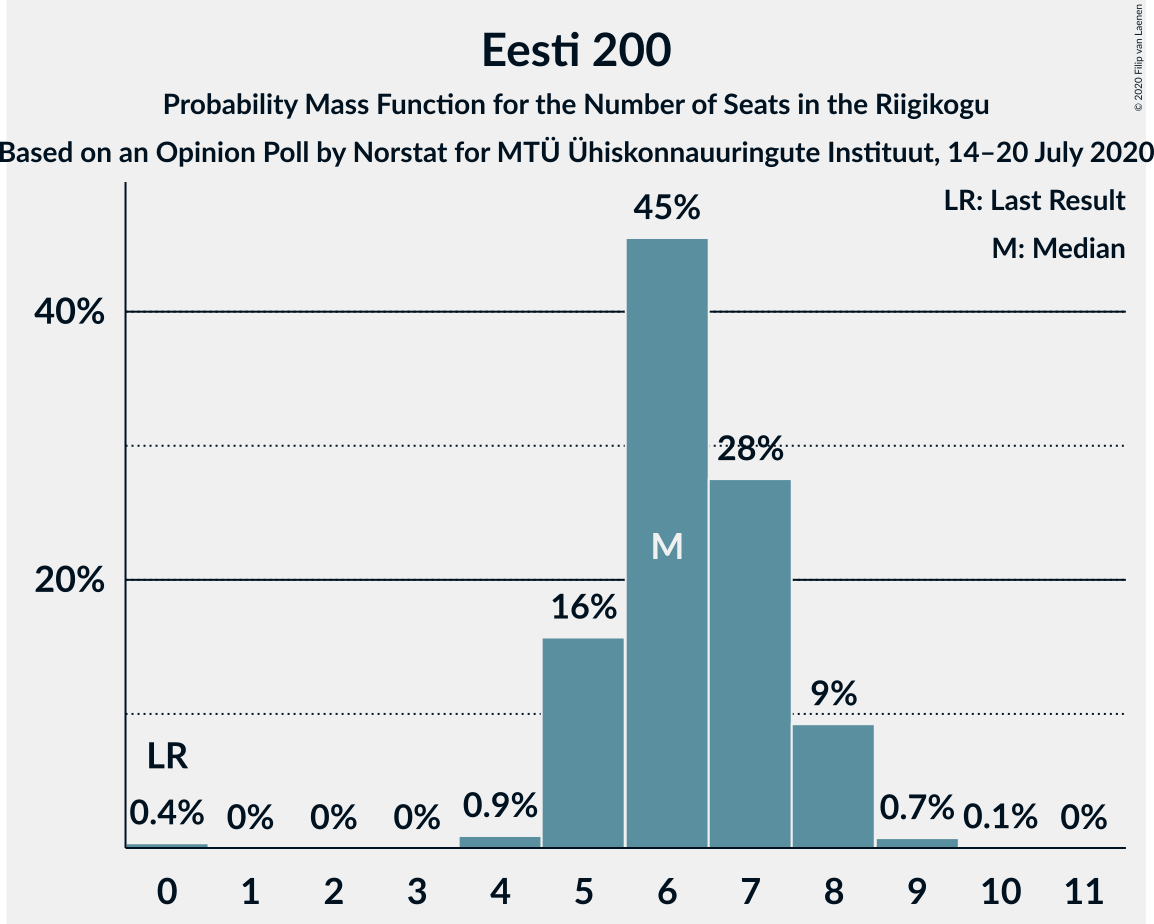 Eesti 200
Probability Mass Function for the Number of Seats in the Riigikogu
Based on an Opinion Poll by Norstat for MTÜ Ühiskonnauuringute Instituut, 14–20 July 2020
© 2020 Filip van Laenen
LR: Last Result
M: Median
45%
40%
28%
M
20%
16%
9%
LR
0.4% 0% 0% 0% 0.9% 0.7% 0.1% 0%
0 1 2 3 4 5 6 7 8 9 10 11